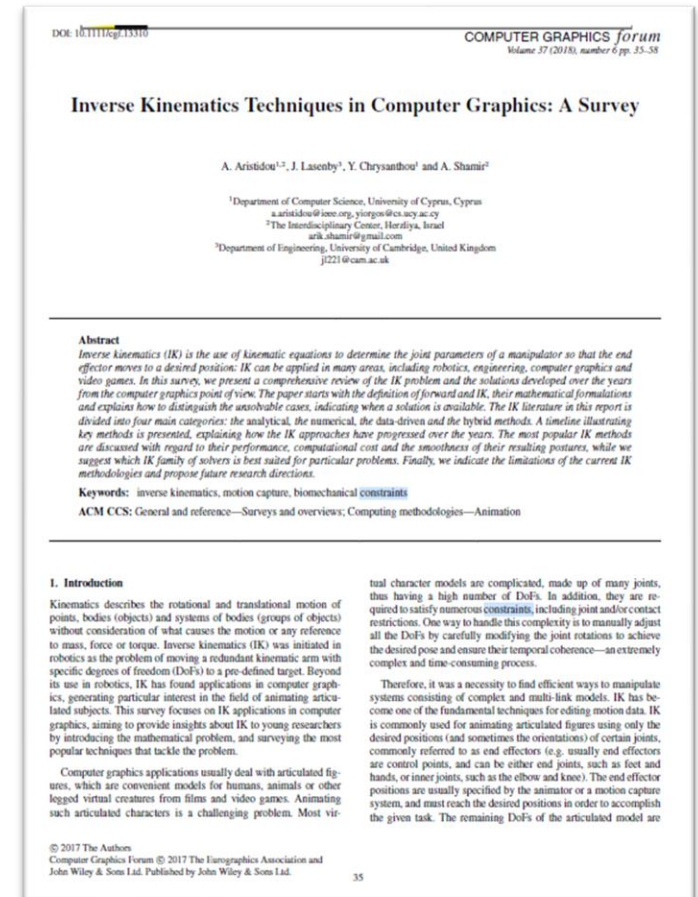 DOI: 10.1111/cgf.13310
COMPUTER GRAPHICS forum
Volume 37 (2018), number 6 pp. 35–58
Inverse Kinematics Techniques in Computer Graphics: A Survey
A. Aristidou1,2, J. Lasenby3, Y. Chrysanthou1 and A. Shamir2
1Department of Computer Science, University of Cyprus, Cyprus
a.aristidou@ieee.org, yiorgos@cs.ucy.ac.cy
2The Interdisciplinary Center, Herzliya, Israel
arik.shamir@gmail.com
3Department of Engineering, University of Cambridge, United Kingdom
jl221@cam.ac.uk
Abstract
Inverse kinematics (IK) is the use of kinematic equations to determine the joint parameters of a manipulator so that the end
effector moves to a desired position; IK can be applied in many areas, including robotics, engineering, computer graphics and
video games. In this survey, we present a comprehensive review of the IK problem and the solutions developed over the years
from the computer graphics point of view. The paper starts with the definition of forward and IK, their mathematical formulations
and explains how to distinguish the unsolvable cases, indicating when a solution is available. The IK literature in this report is
divided into four main categories: the analytical, the numerical, the data-driven and the hybrid methods. A timeline illustrating
key methods is presented, explaining how the IK approaches have progressed over the years. The most popular IK methods
are discussed with regard to their performance, computational cost and the smoothness of their resulting postures, while we
suggest which IK family of solvers is best suited for particular problems. Finally, we indicate the limitations of the current IK
methodologies and propose future research directions.
Keywords: inverse kinematics, motion capture, biomechanical constraints
ACM CCS: General and reference—Surveys and overviews; Computing methodologies—Animation
1. Introduction
Kinematics describes the rotational and translational motion of
points, bodies (objects) and systems of bodies (groups of objects)
without consideration of what causes the motion or any reference
to mass, force or torque. Inverse kinematics (IK) was initiated in
robotics as the problem of moving a redundant kinematic arm with
specific degrees of freedom (DoFs) to a pre-defined target. Beyond
its use in robotics, IK has found applications in computer graph-
ics, generating particular interest in the field of animating articu-
lated subjects. This survey focuses on IK applications in computer
graphics, aiming to provide insights about IK to young researchers
by introducing the mathematical problem, and surveying the most
popular techniques that tackle the problem.
Computer graphics applications usually deal with articulated fig-
ures, which are convenient models for humans, animals or other
legged virtual creatures from films and video games. Animating
such articulated characters is a challenging problem. Most vir-
tual character models are complicated, made up of many joints,
thus having a high number of DoFs. In addition, they are re-
quired to satisfy numerous constraints, including joint and/or contact
restrictions. One way to handle this complexity is to manually adjust
all the DoFs by carefully modifying the joint rotations to achieve
the desired pose and ensure their temporal coherence—an extremely
complex and time-consuming process.
Therefore, it was a necessity to find efficient ways to manipulate
systems consisting of complex and multi-link models. IK has be-
come one of the fundamental techniques for editing motion data. IK
is commonly used for animating articulated figures using only the
desired positions (and sometimes the orientations) of certain joints,
commonly referred to as end effectors (e.g. usually end effectors
are control points, and can be either end joints, such as feet and
hands, or inner joints, such as the elbow and knee). The end effector
positions are usually specified by the animator or a motion capture
system, and must reach the desired positions in order to accomplish
the given task. The remaining DoFs of the articulated model are
© 2017 The Authors
Computer Graphics Forum © 2017 The Eurographics Association and
John Wiley & Sons Ltd. Published by John Wiley & Sons Ltd.
35